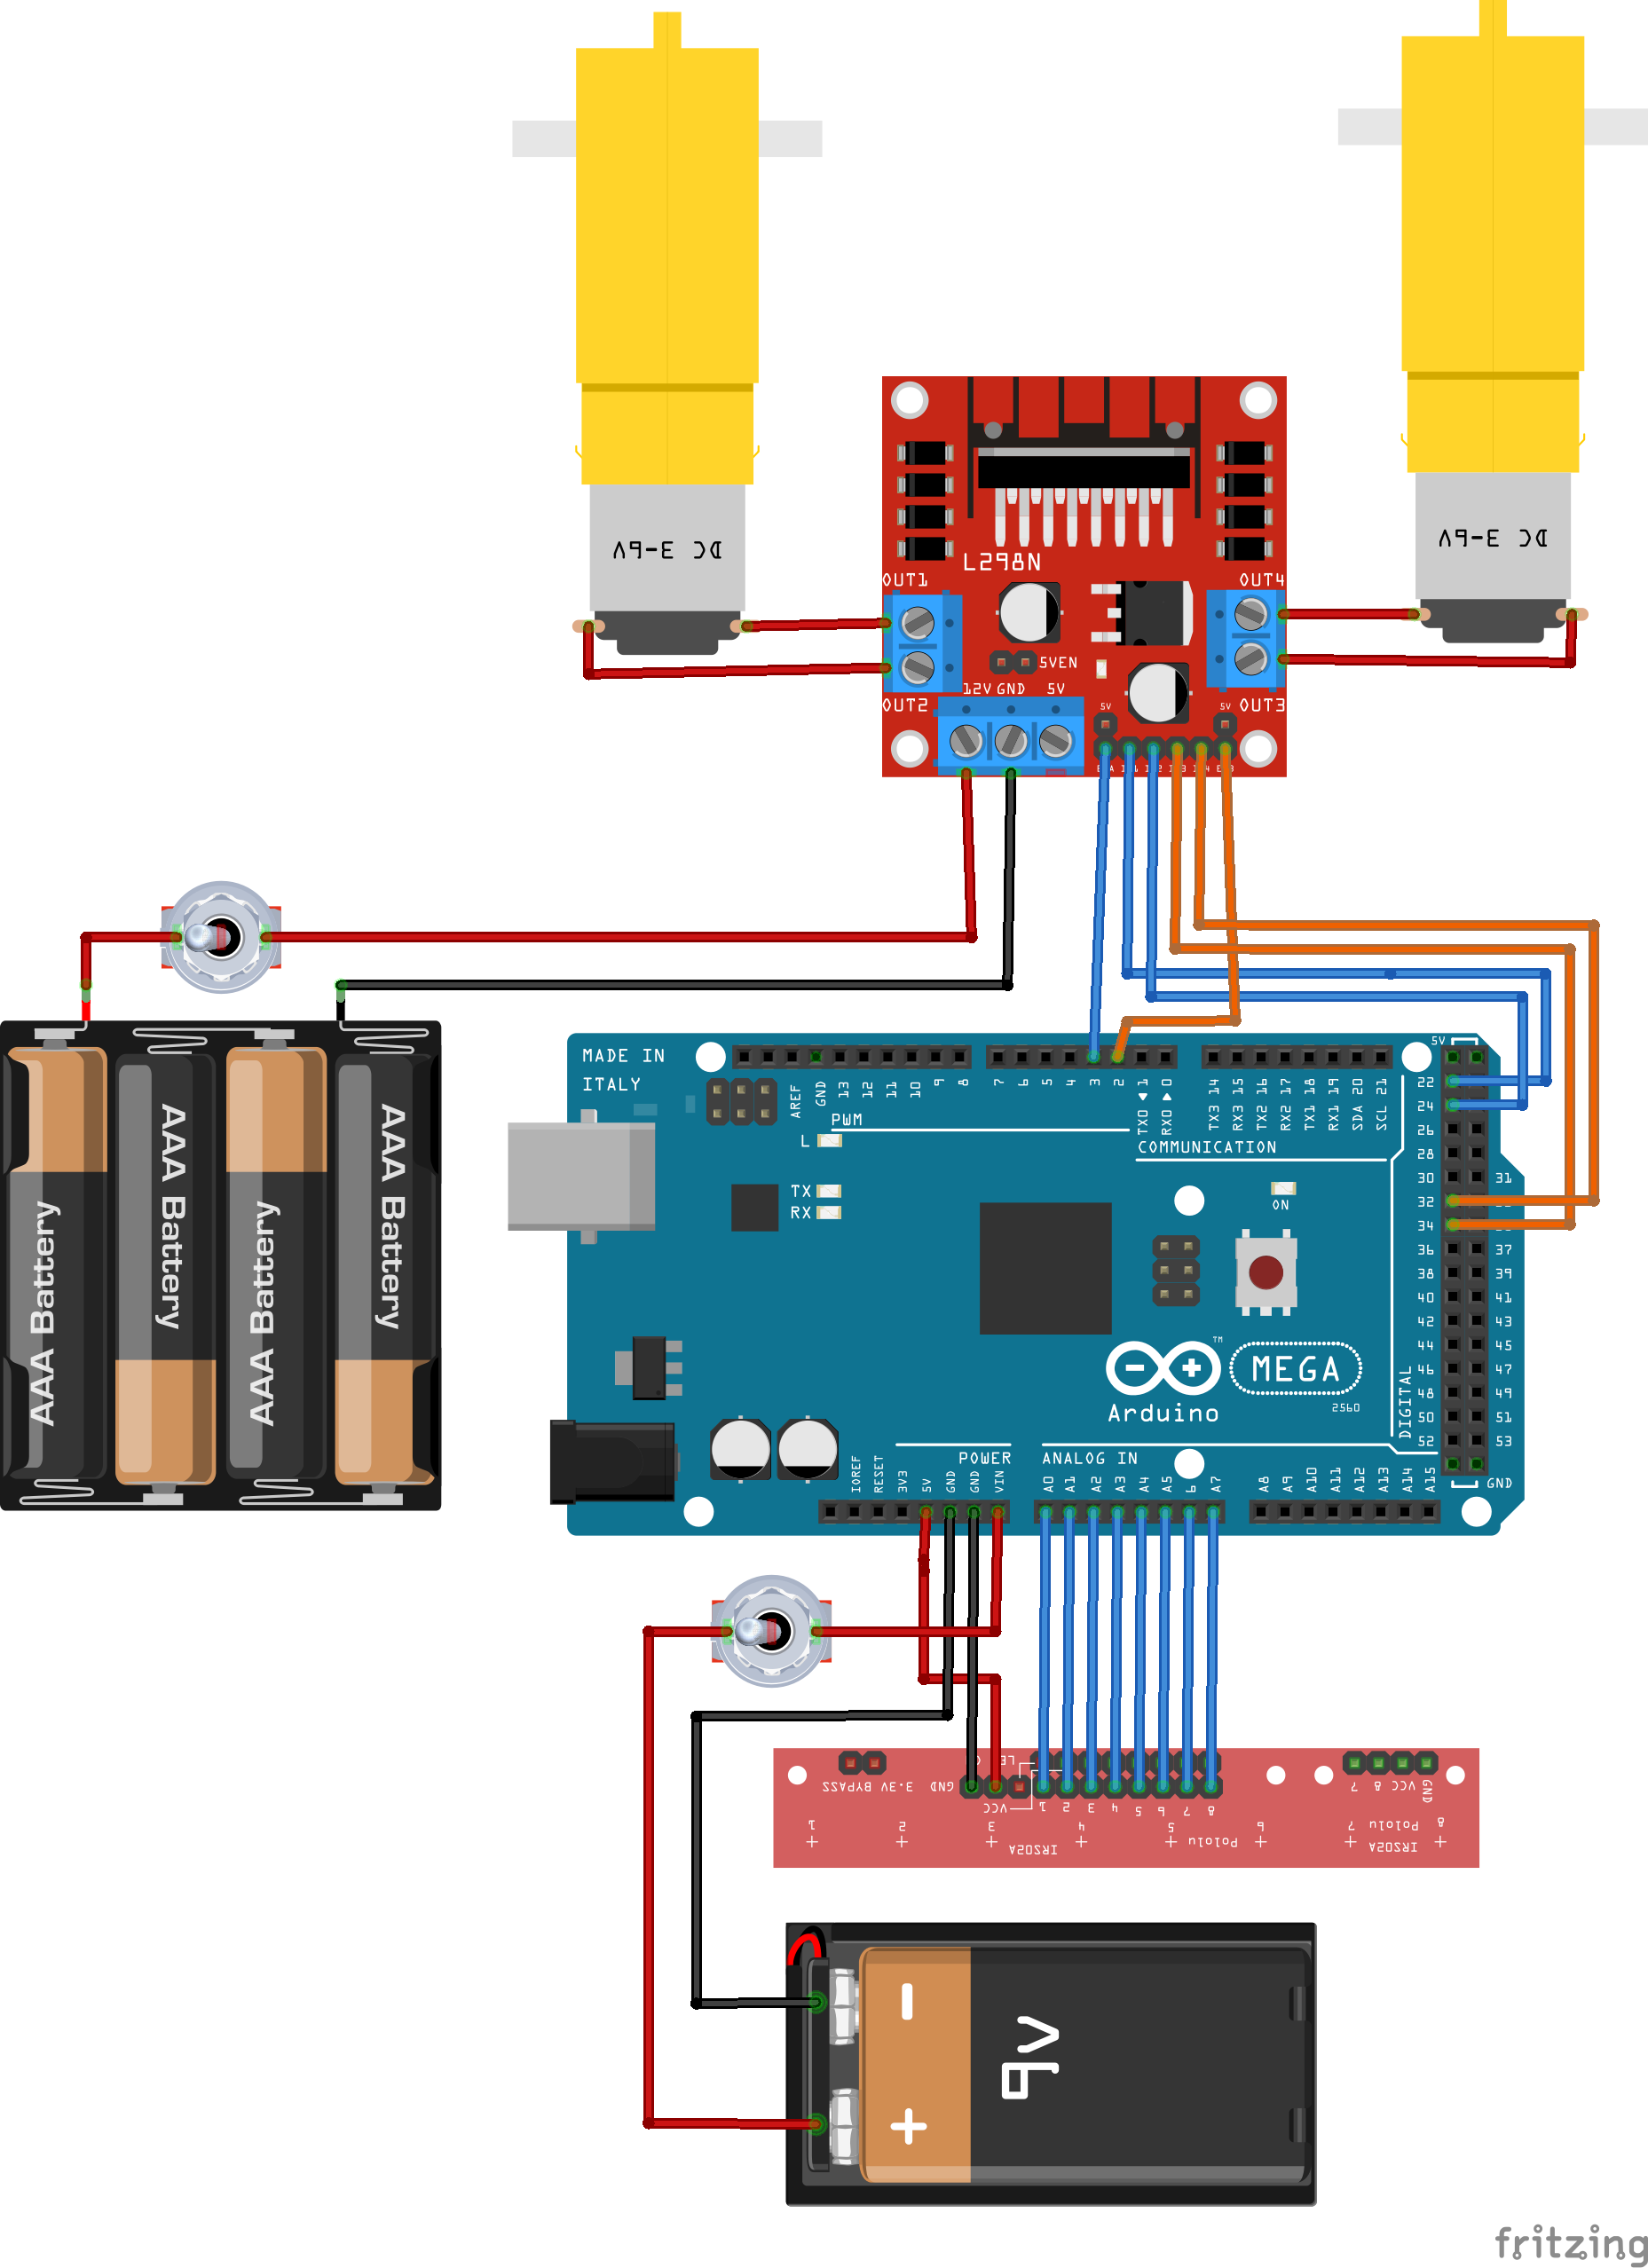 DC 3-6V
DC 3-6V
L298N
OUT1
OUT4
5VEN
12V GND 5V
OUT2
5V
5V
OUT3
MADE IN
ITALY
5V
AREF
GND
13
12
11
10
9
8
7
6
5
4
3
2
TX0 1
RX0 0
TX3 14
RX3 15
TX2 16
RX2 17
TX1 18
RX1 19
SDA 20
SCL 21
22
24
26
28
30 31
32
34
36 37
38 39
40 41
42 43
44 45
46 47
48 49
50 51
52 53
PWM
L
COMMUNICATION
TX
RX
ON
AAA Battery
AAA Battery
AAA Battery
AAA Battery
TM
MEGA
Arduino
2560
DIGITAL
POWER
ANALOG IN
IOREF
RESET
3V3
5V
GND
GND
VIN
A0
A1
A2
A3
A4
A5
6
A7
A8
A9
A10
A11
A12
A13
A14
A15
GND
BYPASS 3.3V
GND
VCC
1 2 3 4 5 6 7 8
7 8 VCC GND
1 2 3 4 5 6 7 8
Pololu
Pololu
IRS02A
IRS02A
-
9V
+
fritzing